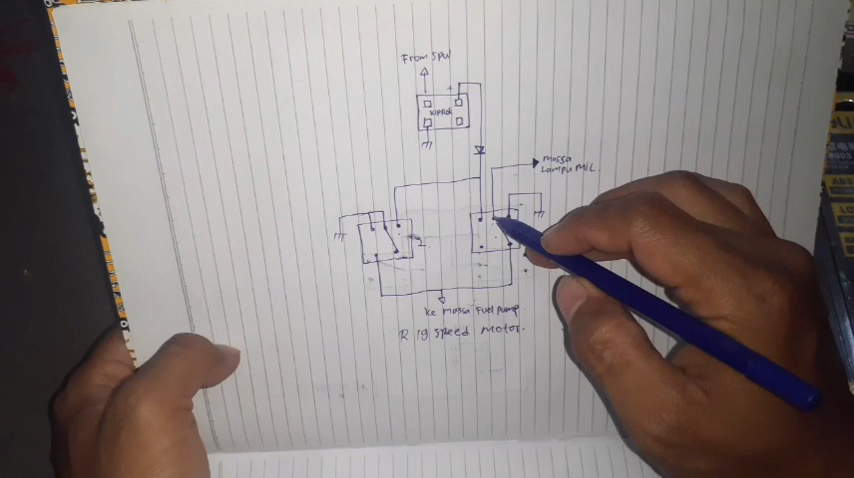 From Spul
+
KIPROK
massa
Lampu MIL.
Ke massa Fuel pump
R 19 Speed motor.